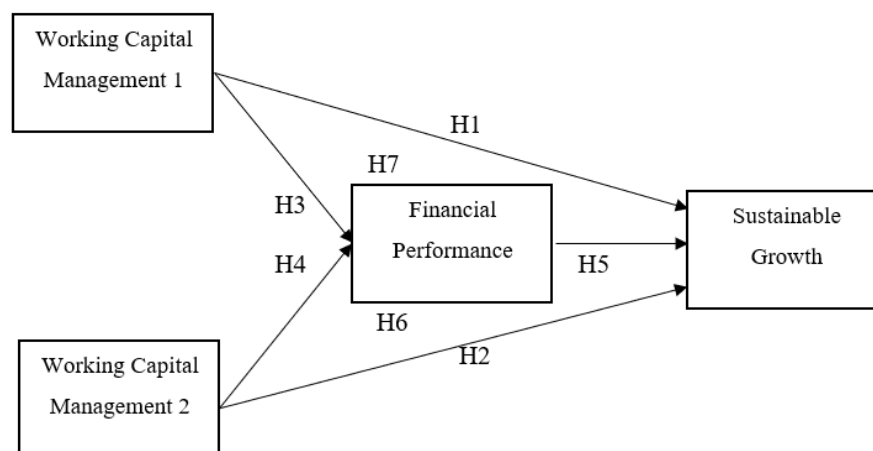 Working Capital
Management 1
H1
H7
H3
Financial
Performance
Sustainable
Growth
H4
H5
H6
H2
Working Capital
Management 2